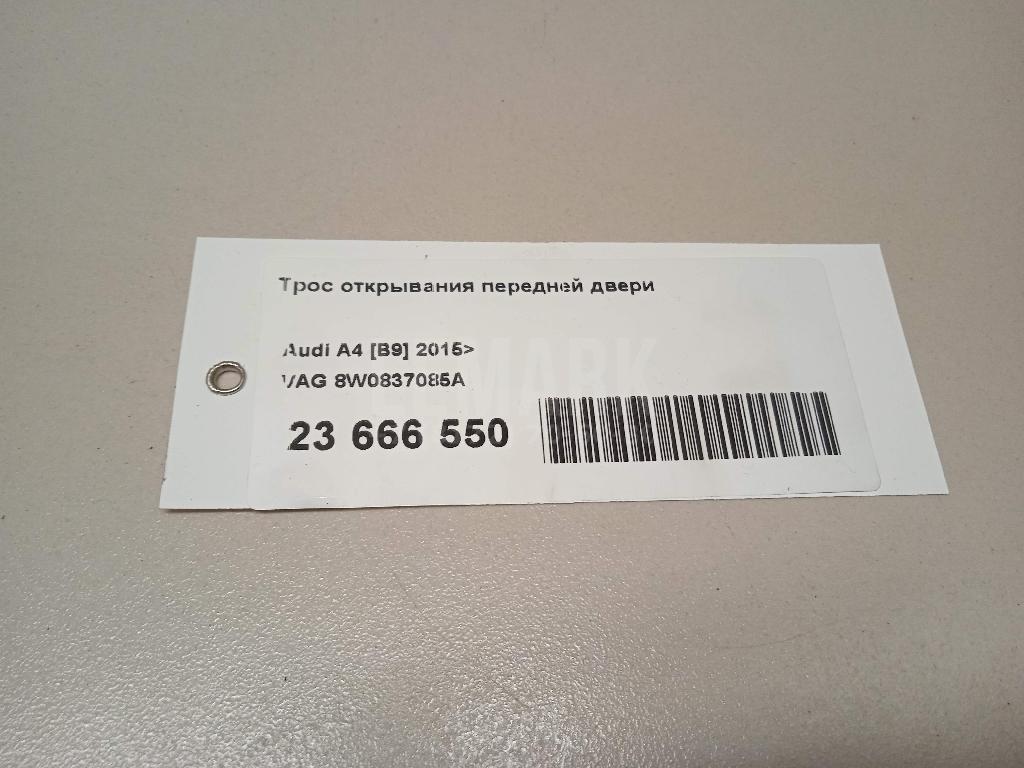 Трос открывания передней двери
Audi A4 [B9] 2015>
VAG 8W0837085A
23 666 550